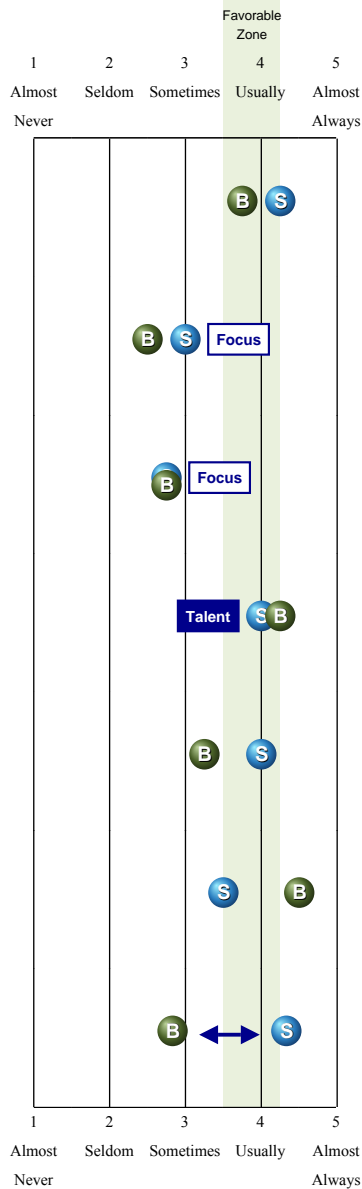 Favorable
Zone
1 2 3 4 5
Almost Seldom Sometimes Usually Almost
Never Always
B S
B S Focus
B Focus
Talent S B
B S
S B
B S
1 2 3 4 5
Almost Seldom Sometimes Usually Almost
Never Always